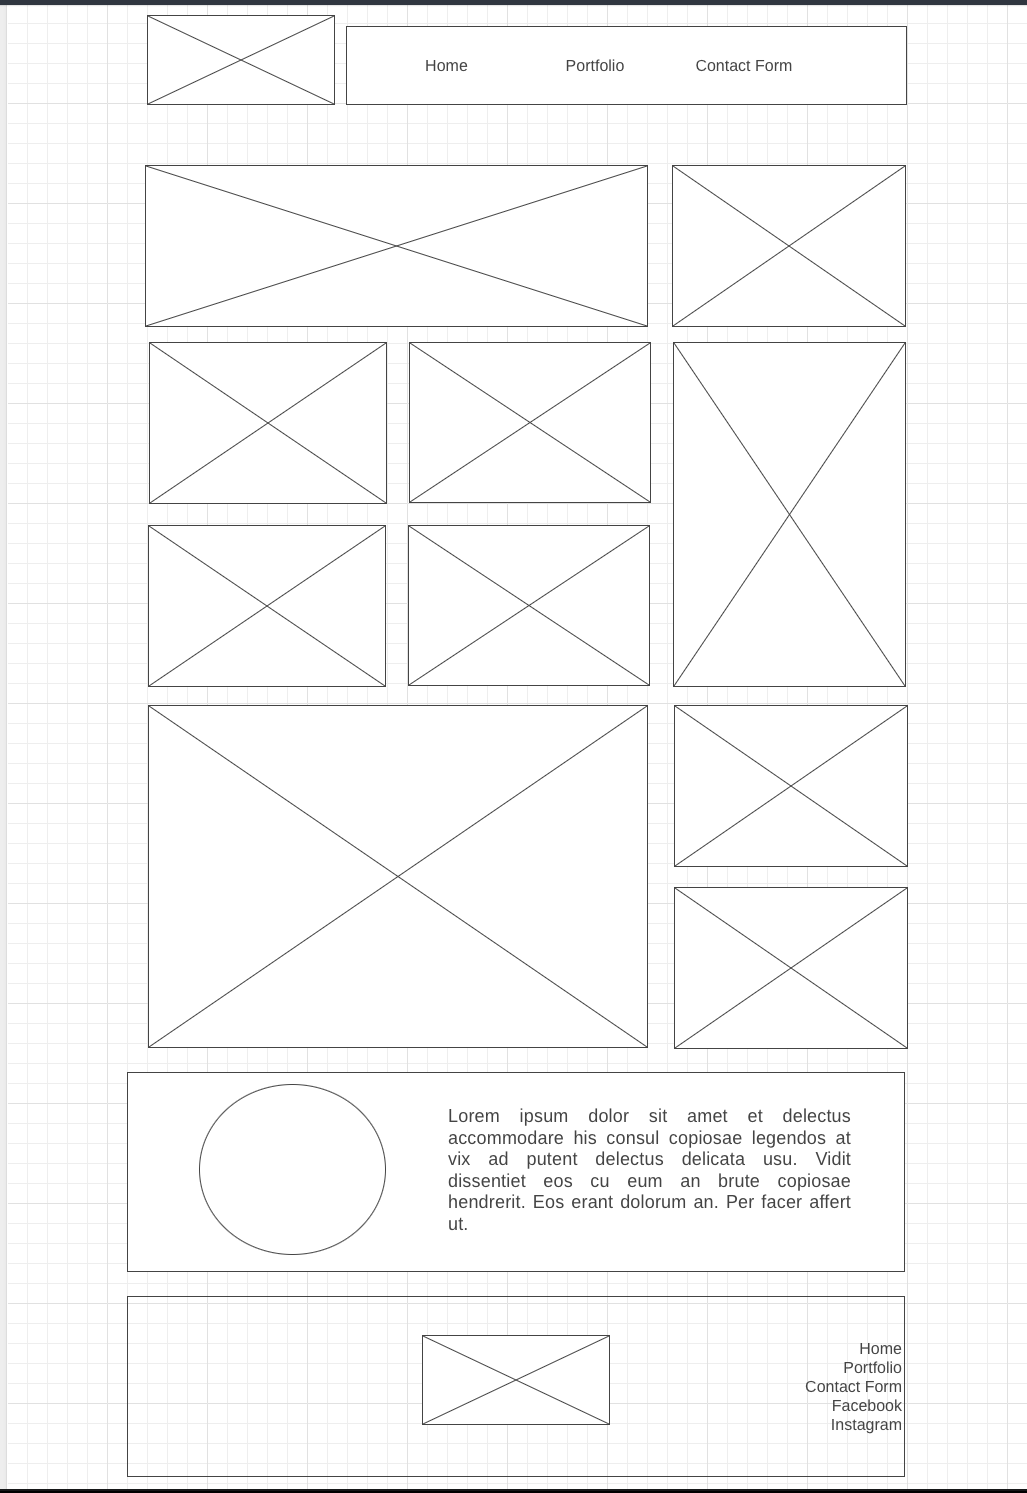 Home Portfolio Contact Form
Lorem ipsum dolor sit amet et delectus
accommodare his consul copiosae legendos at
vix ad putent delectus delicata usu. Vidit
dissentiet eos cu eum an brute copiosae
hendrerit. Eos erant dolorum an. Per facer affert
ut.
Home
Portfolio
Contact Form
Facebook
Instagram